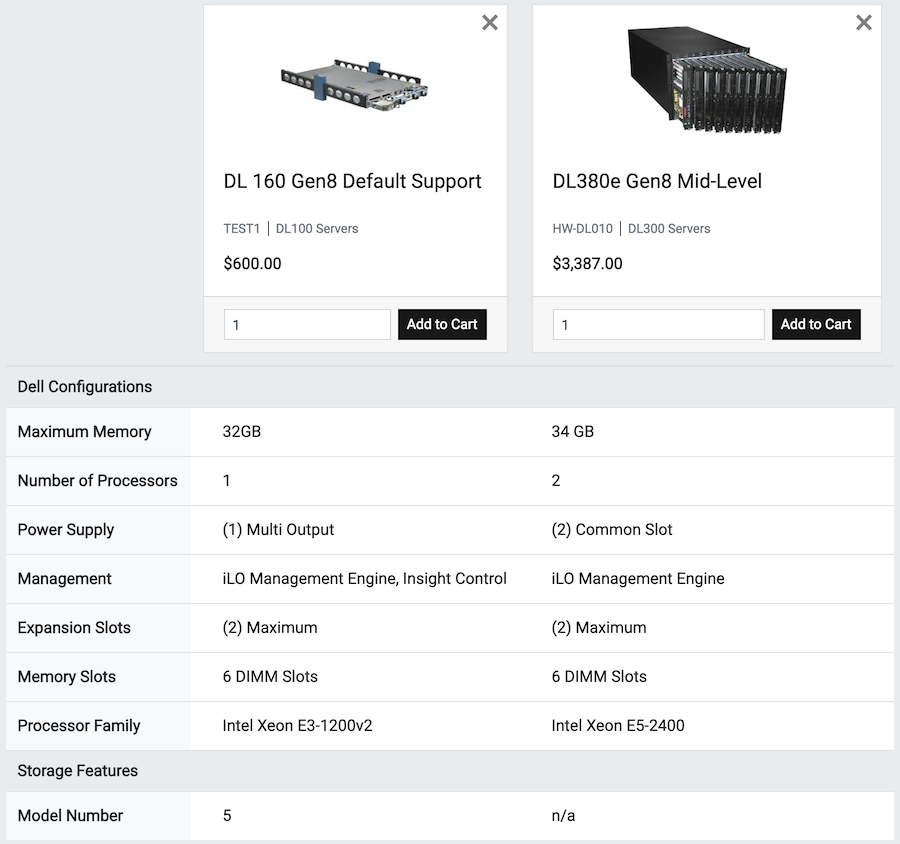 DL 160 Gen8 Default Support
TEST1 | DL100 Servers
$600.00
1 Add to Cart
DL380e Gen8 Mid-Level
HW-DL010 | DL300 Servers
$3,387.00
1 Add to Cart
Dell Configurations
Maximum Memory 32GB 34 GB
Number of Processors 1 2
Power Supply (1) Multi Output (2) Common Slot
Management iLO Management Engine, Insight Control iLO Management Engine
Expansion Slots (2) Maximum (2) Maximum
Memory Slots 6 DIMM Slots 6 DIMM Slots
Processor Family Intel Xeon E3-1200v2 Intel Xeon E5-2400
Storage Features
Model Number 5 n/a